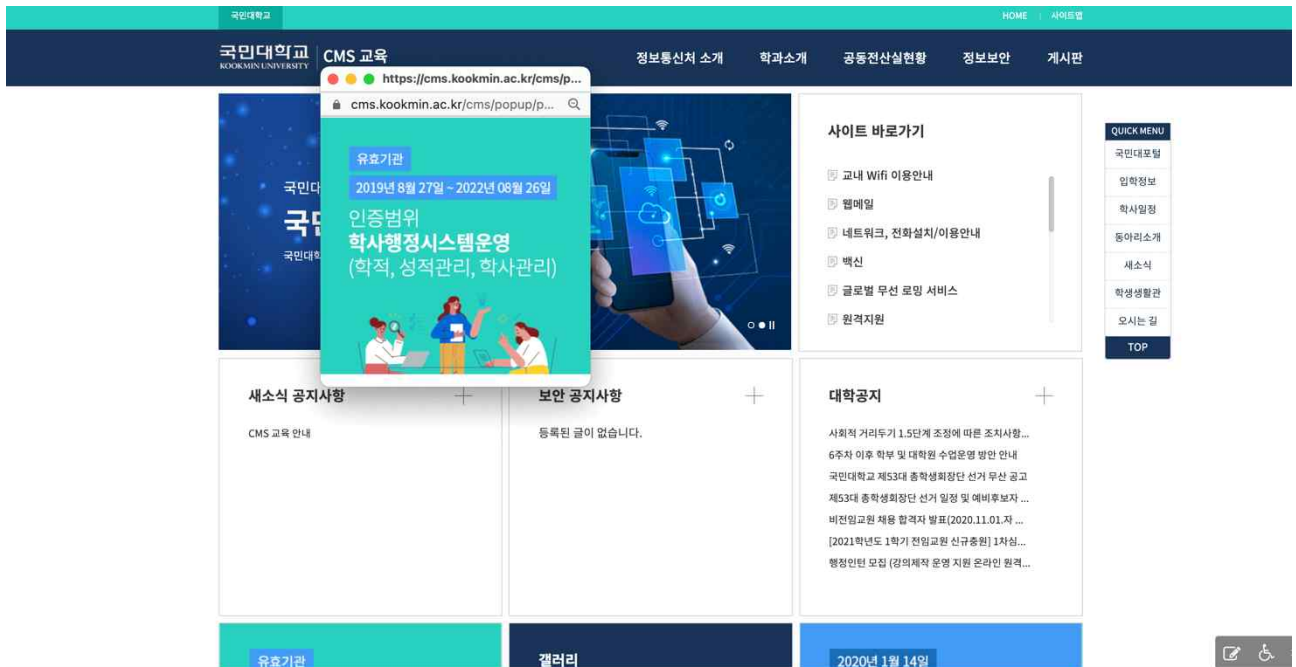 국민대학교
HOME | 사이트맵
국민대학교
KOOKMIN UNIVERSITY
CMS 교육
정보통신처 소개
학과소개
공동전산실현황
정보보안
게시판
https://cms.kookmin.ac.kr/cms/p...
cms.kookmin.ac.kr/cms/popup/p...
유효기관
2019년 8월 27일 ~ 2022년 08월 26일
인증범위
학사행정시스템운영
(학적, 성적관리, 학사관리)
사이트 바로가기
교내 Wifi 이용안내
웹메일
네트워크, 전화설치/이용안내
백신
글로벌 무선 로밍 서비스
원격지원
QUICK MENU
국민대포털
입학정보
학사일정
동아리소개
새소식
학생생활관
오시는 길
TOP
새소식 공지사항
CMS 교육 안내
보안 공지사항
등록된 글이 없습니다.
대학공지
사회적 거리두기 1.5단계 조정에 따른 조치사항...
6주차 이후 학부 및 대학원 수업운영 방안 안내
국민대학교 제53대 총학생회장단 선거 무산 공고
제53대 총학생회장단 선거 일정 및 예비후보자 ...
비전임교원 채용 합격자 발표(2020.11.01.자 ...
[2021학년도 1학기 전임교원 신규충원] 1차심...
행정인턴 모집 (강의제작 운영 지원 온라인 원격...
유효기관
갤러리
2020년 1월 14일